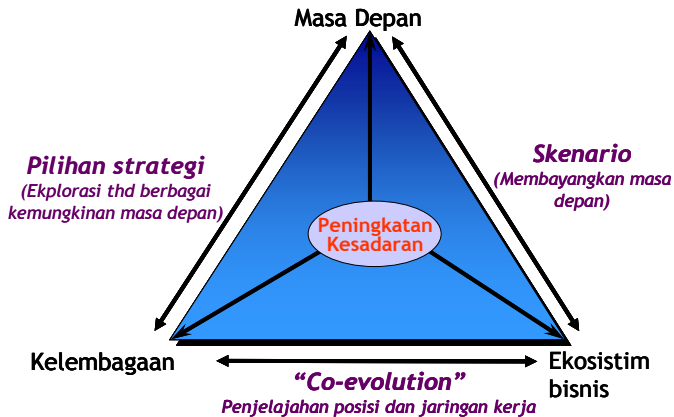 Masa Depan
Pilihan strategi
(Ekplorasi thd berbagai
kemungkinan masa depan)
Skenario
(Membayangkan masa
depan)
Peningkatan
Kesadaran
Kelembagaan
Ekosistim
bisnis
“Co-evolution”
Penjelajahan posisi dan jaringan kerja